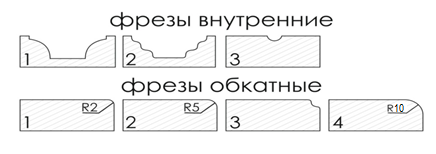 фрезы внутренние
1 2 3
фрезы обкатные
R2 R5 R10
1 2 3 4